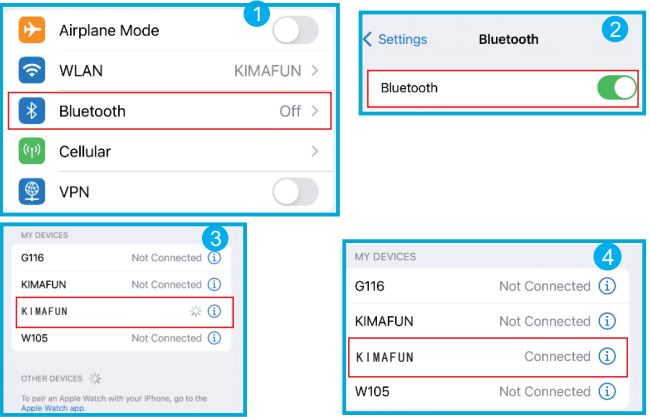 1
Airplane Mode
WLAN KIMAFUN
Bluetooth Off
Cellular
VPN
2
Settings Bluetooth
Bluetooth
3
MY DEVICES
G116 Not Connected
KIMAFUN Not Connected
KIMAFUN
W105 Not Connected
OTHER DEVICES
To pair an Apple Watch with your iPhone, go to the
Apple Watch app.
4
MY DEVICES
G116 Not Connected
KIMAFUN Not Connected
KIMAFUN Connected
W105 Not Connected